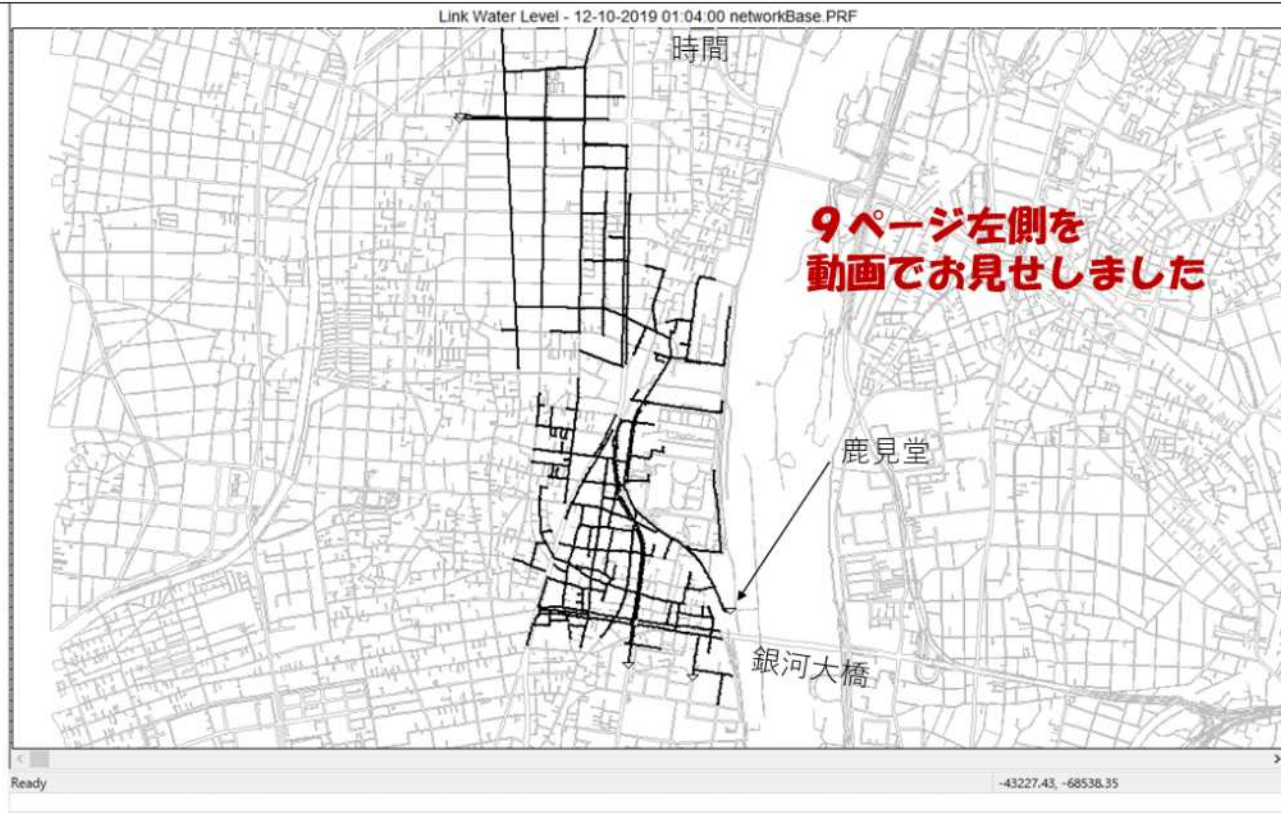 Link Water Level - 12-10-2019 01:04:00 networkBase.PRF
時間
9ページ左側を
動画でお見せしました
鹿見堂
銀河大橋
Ready
-43227.43, -68538.35